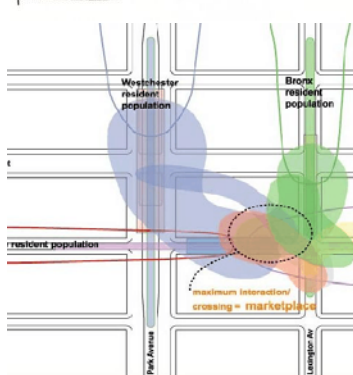 Westchester
resident
population
Bronx
resident
population
resident population
maximum interaction/
crossing = marketplace
Park Avenue
Lexington Av